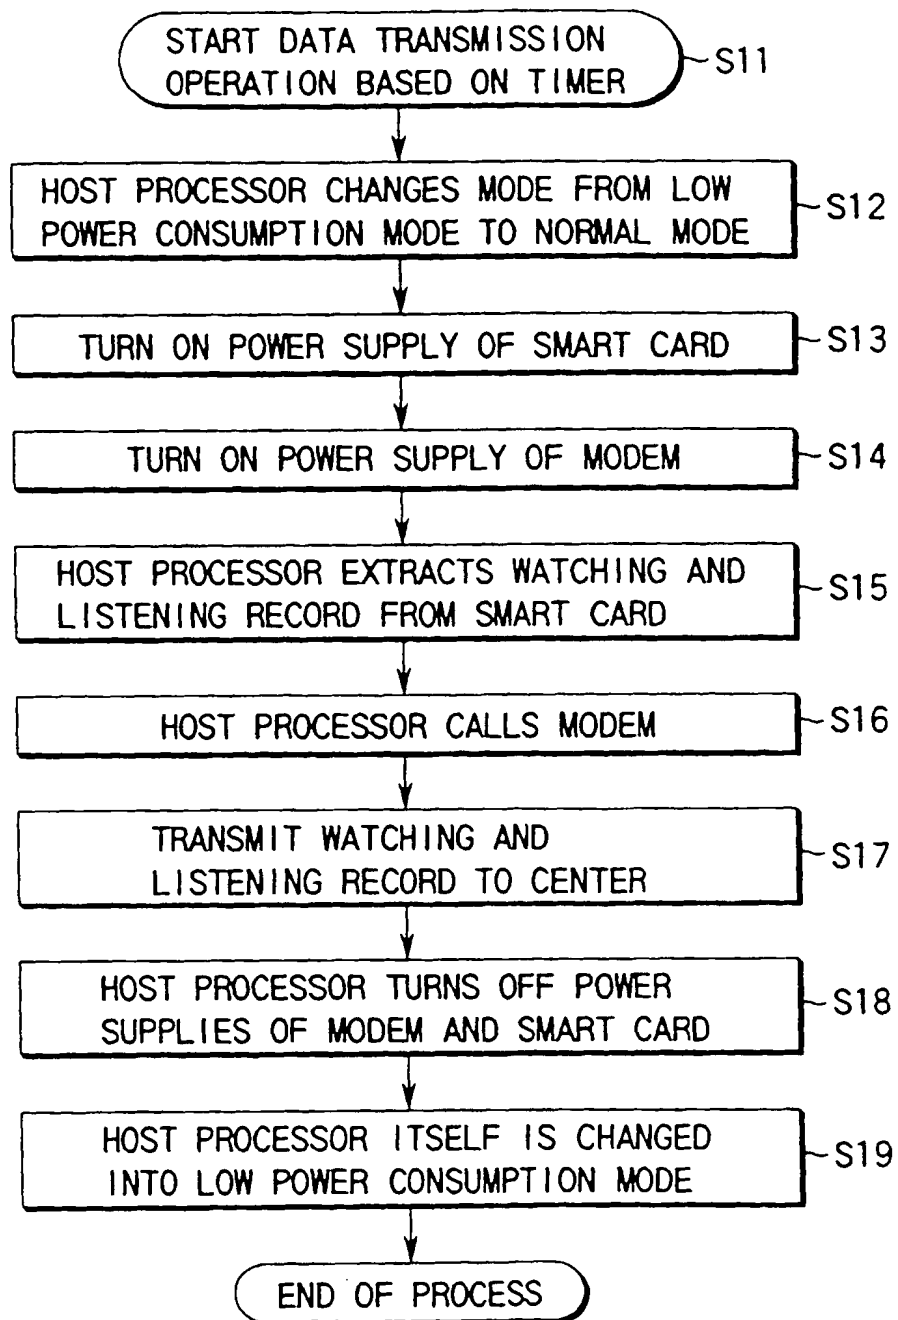 START DATA TRANSMISSION
OPERATION BASED ON TIMER
S11
HOST PROCESSOR CHANGES MODE FROM LOW
POWER CONSUMPTION MODE TO NORMAL MODE
S12
TURN ON POWER SUPPLY OF SMART CARD
S13
TURN ON POWER SUPPLY OF MODEM
S14
HOST PROCESSOR EXTRACTS WATCHING AND
LISTENING RECORD FROM SMART CARD
S15
HOST PROCESSOR CALLS MODEM
S16
TRANSMIT WATCHING AND
LISTENING RECORD TO CENTER
S17
HOST PROCESSOR TURNS OFF POWER
SUPPLIES OF MODEM AND SMART CARD
S18
HOST PROCESSOR ITSELF IS CHANGED
INTO LOW POWER CONSUMPTION MODE
S19
END OF PROCESS